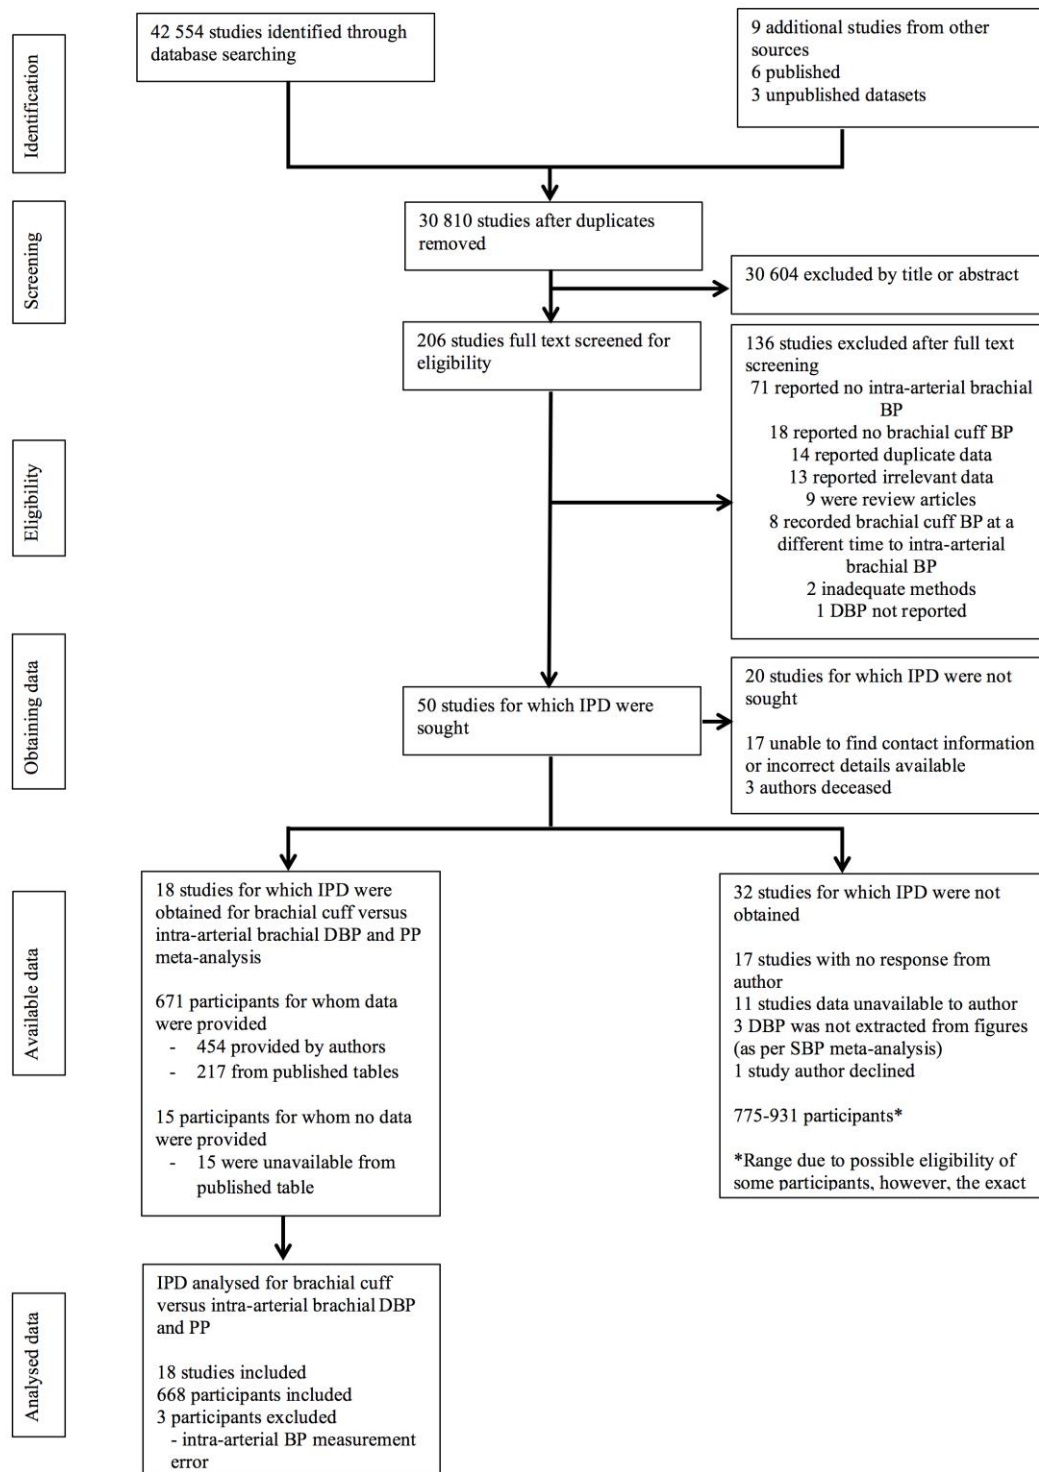 42 554 studies identified through
database searching
9 additional studies from other
sources
6 published
3 unpublished datasets
Identification
30 810 studies after duplicates
removed
Screening
30 604 excluded by title or abstract
206 studies full text screened for
eligibility
136 studies excluded after full text
screening
71 reported no intra-arterial brachial
BP
18 reported no brachial cuff BP
14 reported duplicate data
13 reported irrelevant data
9 were review articles
8 recorded brachial cuff BP at a
different time to intra-arterial
brachial BP
2 inadequate methods
1 DBP not reported
Eligibility
50 studies for which IPD were
sought
20 studies for which IPD were not
sought
17 unable to find contact information
or incorrect details available
3 authors deceased
Obtaining data
18 studies for which IPD were
obtained for brachial cuff versus
intra-arterial brachial DBP and PP
meta-analysis
671 participants for whom data
were provided
- 454 provided by authors
- 217 from published tables
15 participants for whom no data
were provided
- 15 were unavailable from
published table
32 studies for which IPD were not
obtained
17 studies with no response from
author
11 studies data unavailable to author
3 DBP was not extracted from figures
(as per SBP meta-analysis)
1 study author declined
775-931 participants*
*Range due to possible eligibility of
some participants, however, the exact
Available data
IPD analysed for brachial cuff
versus intra-arterial brachial DBP
and PP
18 studies included
668 participants included
3 participants excluded
- intra-arterial BP measurement
error
Analysed data